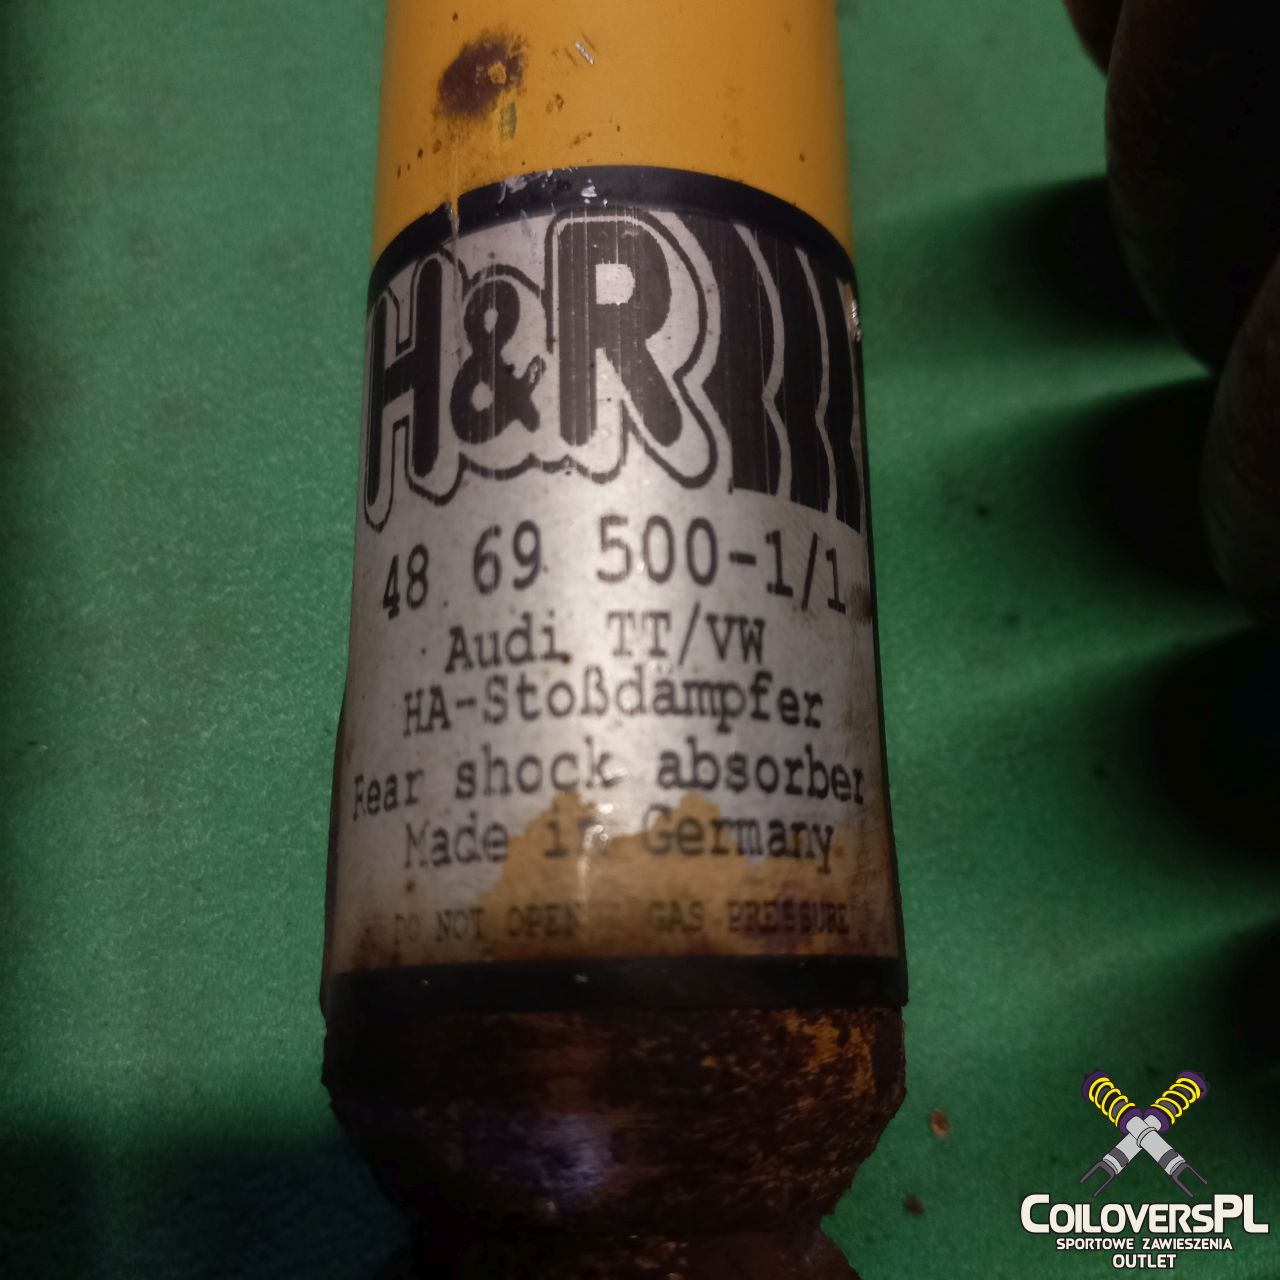 H&R
48 69 500-1/1
Audi TT/VW
HA-Stoßdämpfer
Rear shock absorber
Made in Germany
DO NOT OPEN GAS PRESSURE
COILOVERSPL
SPORTOWE ZAWIESZENIA
OUTLET